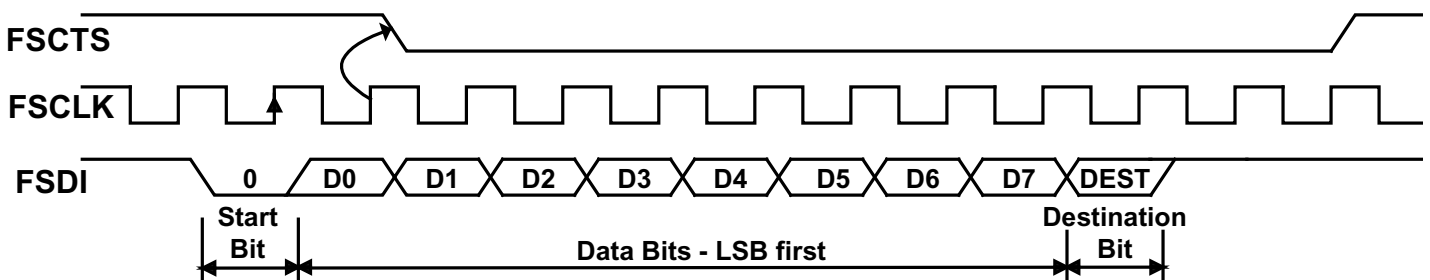 FSCTS
FSCLK
FSDI
0 D0 D1 D2 D3 D4 D5 D6 D7 DEST
Start
Bit
Data Bits - LSB first
Destination
Bit